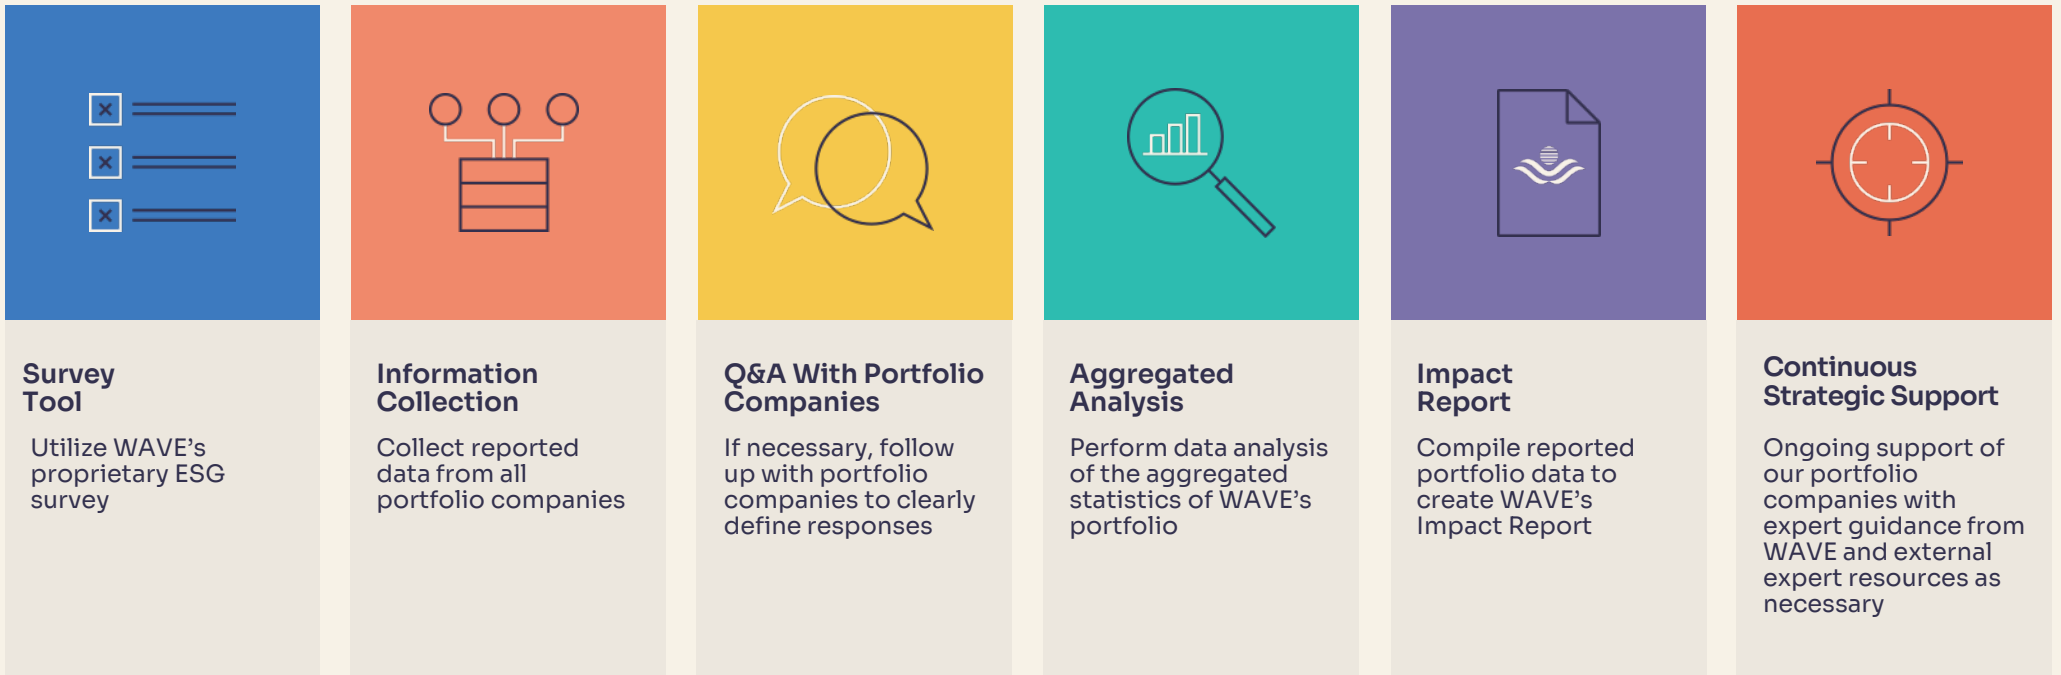 Survey
Tool
Utilize WAVE’s
proprietary ESG
survey
Information
Collection
Collect reported
data from all
portfolio companies
Q&A With Portfolio
Companies
If necessary, follow
up with portfolio
companies to clearly
define responses
Aggregated
Analysis
Perform data analysis
of the aggregated
statistics of WAVE’s
portfolio
Impact
Report
Compile reported
portfolio data to
create WAVE’s
Impact Report
Continuous
Strategic Support
Ongoing support of
our portfolio
companies with
expert guidance from
WAVE and external
expert resources as
necessary